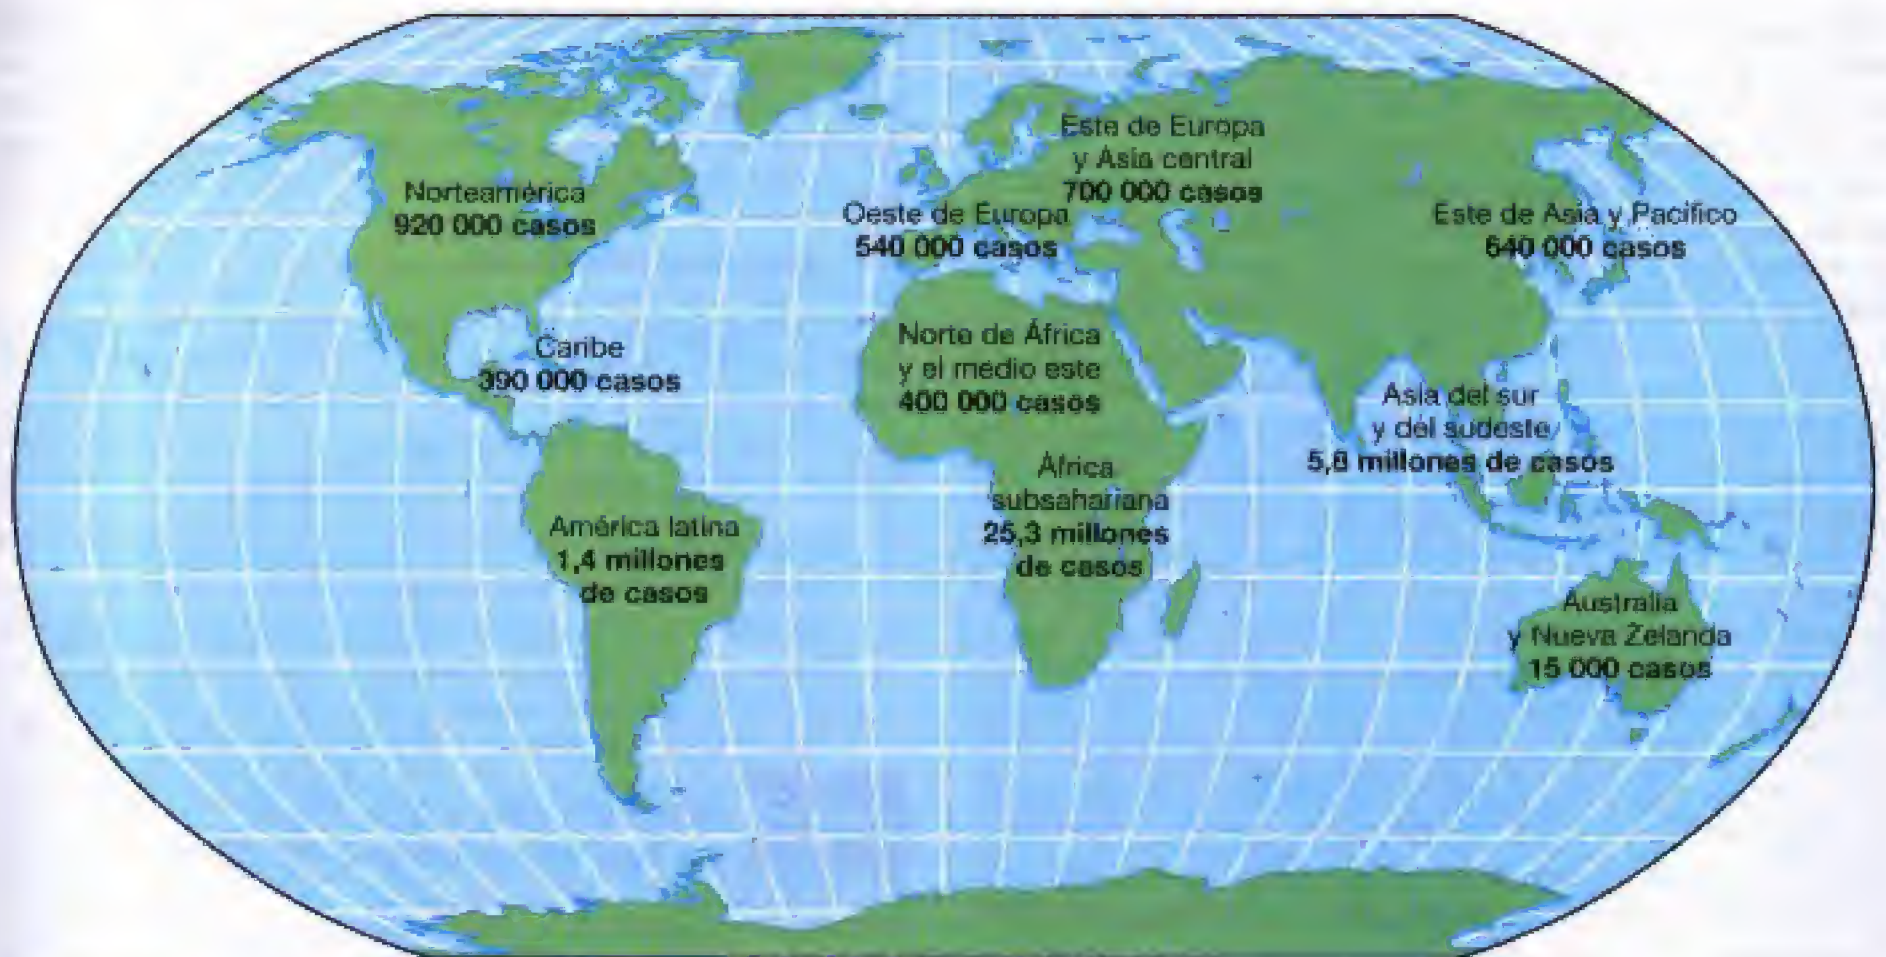 Este de Europa
y Asia central
700 000 casos
Norteamérica
920 000 casos
Oeste de Europa
540 000 casos
Este de Asia y Pacífico
640 000 casos
Caribe
390 000 casos
Norte de África
y el medio este
400 000 casos
Asia del sur
y del sudeste
5,8 millones de casos
África
subsahariana
25,3 millones
de casos
América latina
1,4 millones
de casos
Australia
y Nueva Zelanda
15 000 casos